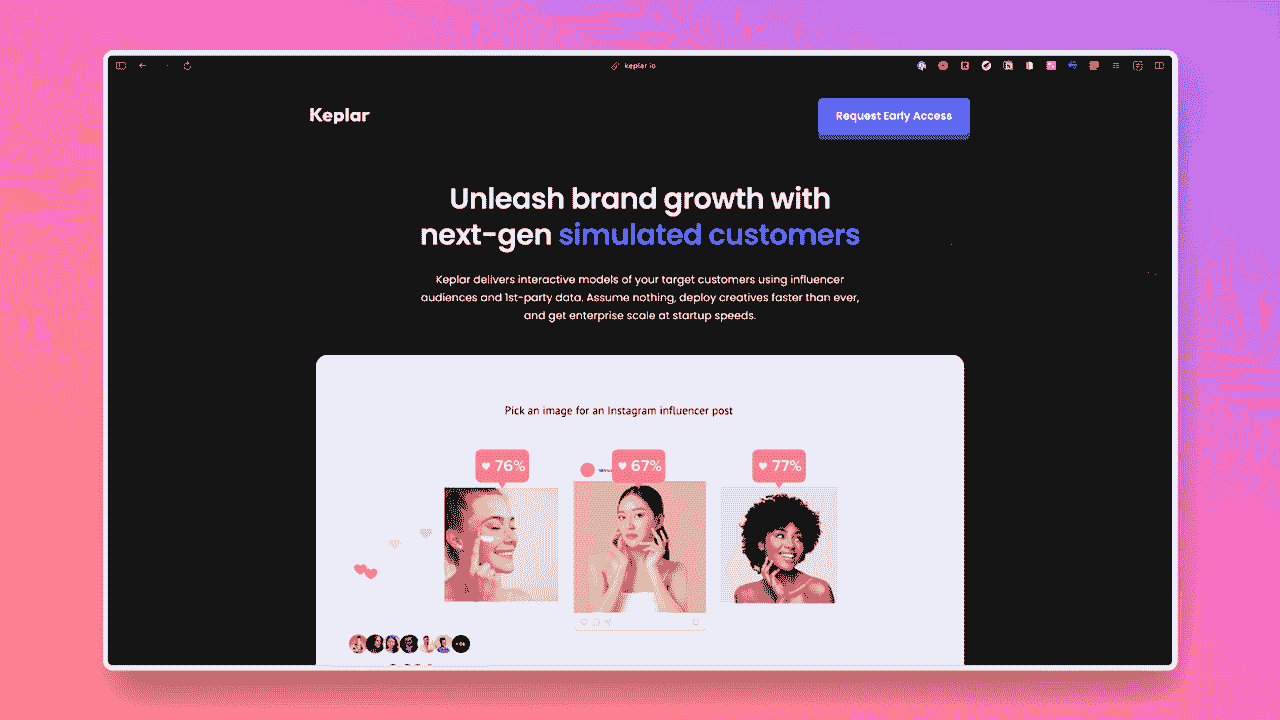 keplar.io
Keplar
Request Early Access
Unleash brand growth with
next-gen simulated customers
Keplar delivers interactive models of your target customers using influencer
audiences and 1st-party data. Assume nothing, deploy creatives faster than ever,
and get enterprise scale at startup speeds.
Pick an image for an Instagram influencer post
76%
67%
77%